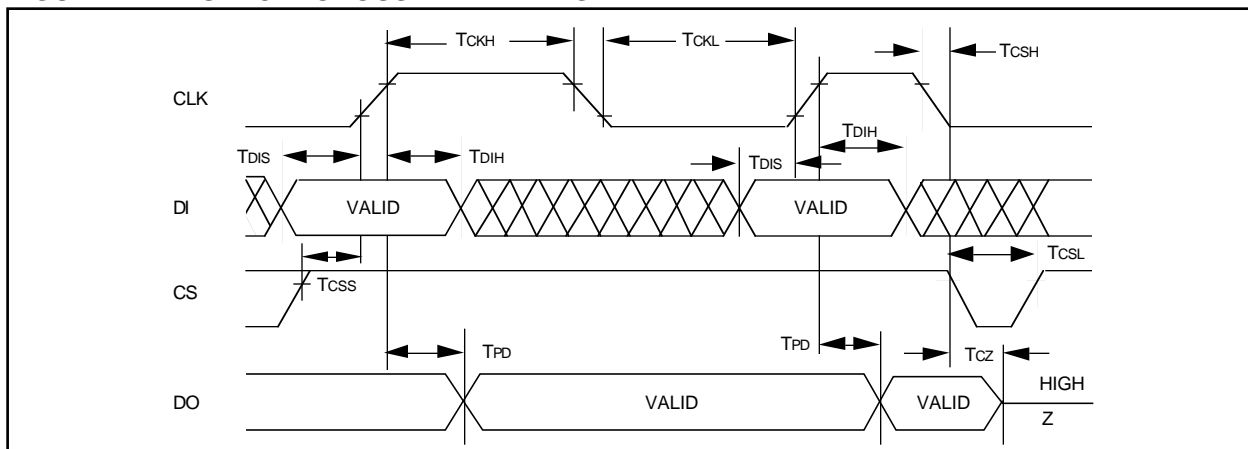 TCKH
TCKL
TCSH
CLK
TDIS
TDIH
TDIS
TDIH
DI
VALID
VALID
TCSS
TCSL
CS
TPD
TPD
TCZ
DO
VALID
VALID
HIGH
Z